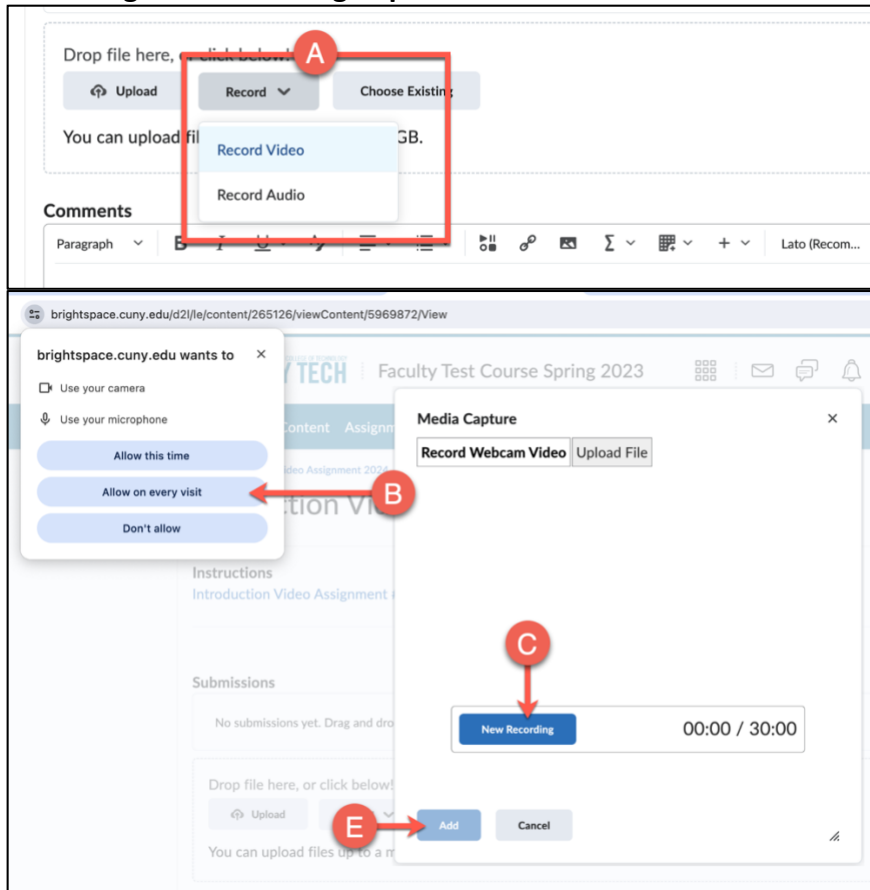 A
Drop file here, or click below!
Upload Record Choose Existing
You can upload fil GB.
Record Video
Record Audio
Comments
Paragraph B I U Σ + Lato (Recom...
brightspace.cuny.edu/d2l/le/content/265126/viewContent/5969872/View
brightspace.cuny.edu wants to ×
Use your camera
Use your microphone
Allow this time
Allow on every visit
Don't allow
B
Y TECH Faculty Test Course Spring 2023
Content Assignm
ideo Assignment 2024
ction Vi
Instructions
Introduction Video Assignment
Submissions
No submissions yet. Drag and dro
Drop file here, or click below!
Upload
You can upload files up to a m
Media Capture ×
Record Webcam Video Upload File
C
New Recording 00:00 / 30:00
E
Add Cancel